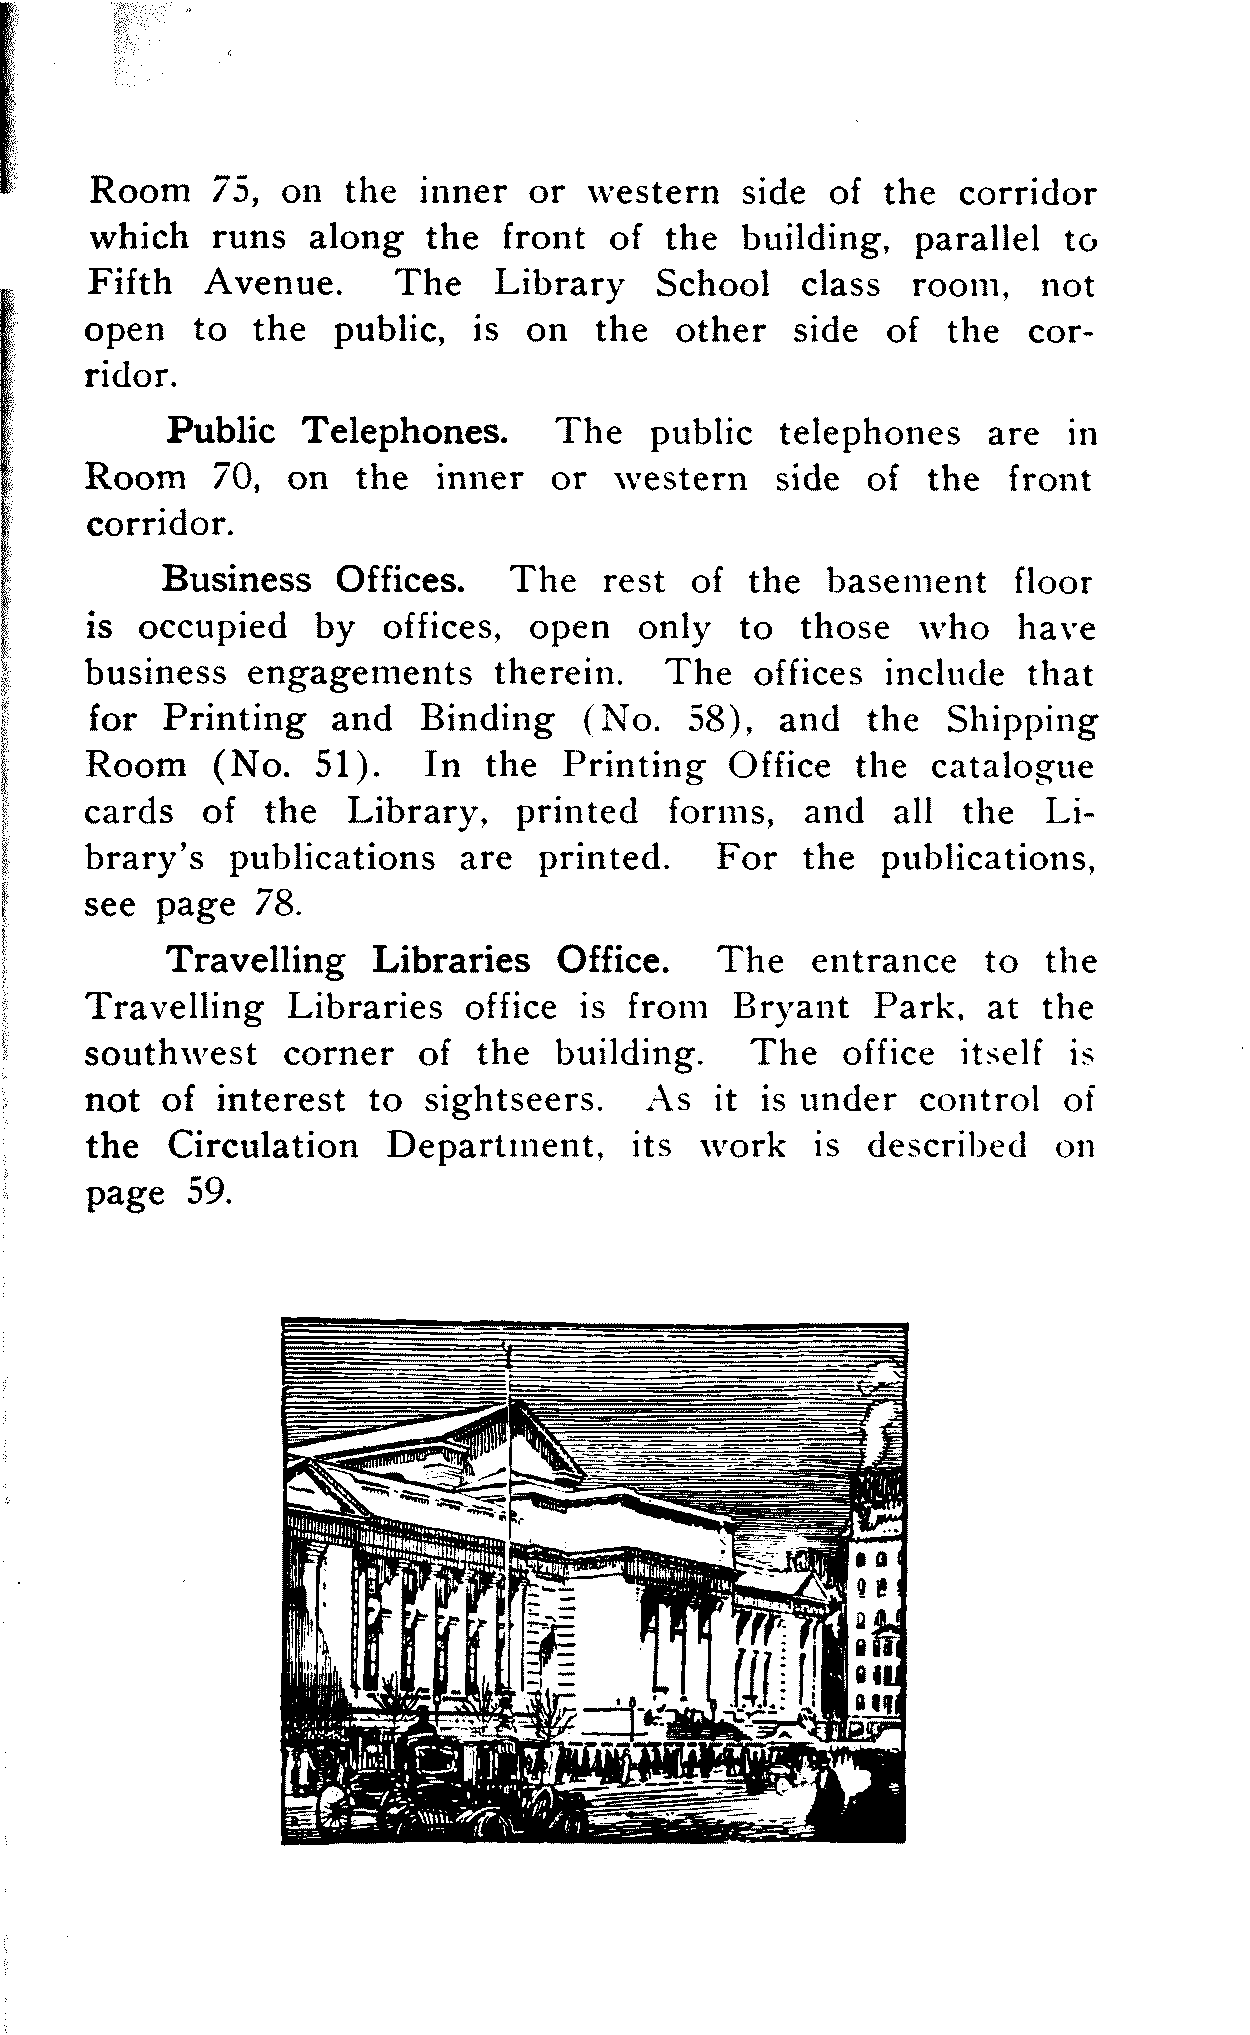 Room 75, on the inner or western side of the corridor
which runs along the front of the building, parallel to
Fifth Avenue. The Library School class room, not
open to the public, is on the other side of the cor-
ridor.
Public Telephones. The public telephones are in
Room 70, on the inner or western side of the front
corridor.
Business Offices. The rest of the basement floor
is occupied by offices, open only to those who have
business engagements therein. The offices include that
for Printing and Binding (No. 58), and the Shipping
Room (No. 51). In the Printing Office the catalogue
cards of the Library, printed forms, and all the Li-
brary's publications are printed. For the publications,
see page 78.
Travelling Libraries Office. The entrance to the
Travelling Libraries office is from Bryant Park, at the
southwest corner of the building. The office itself is
not of interest to sightseers. As it is under control of
the Circulation Department, its work is described on
page 59.